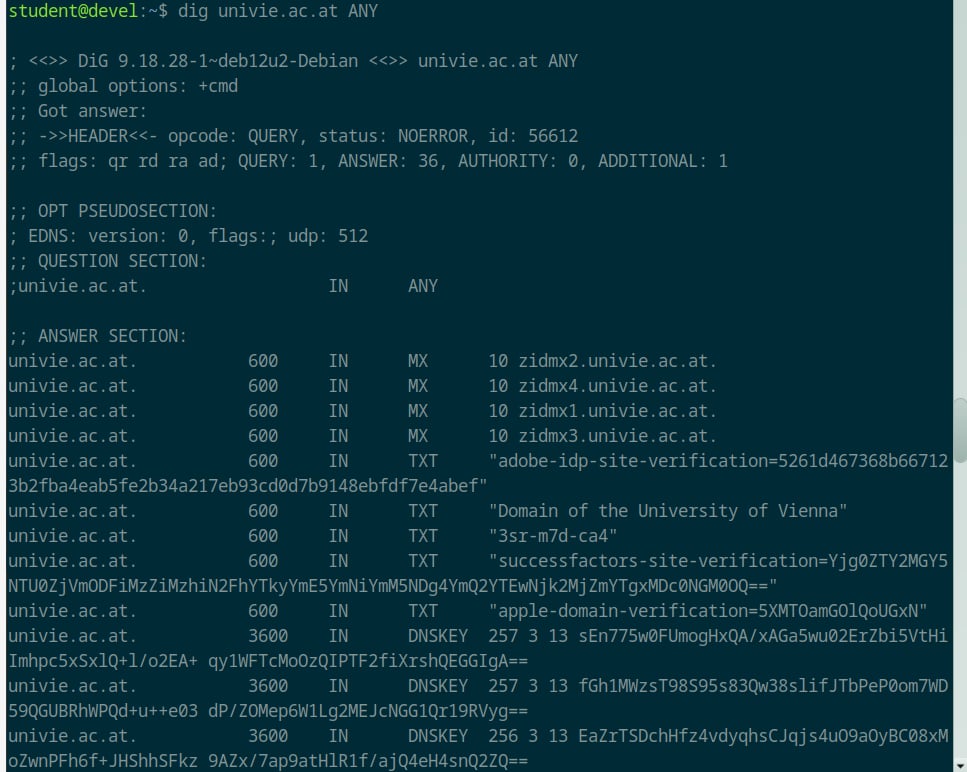 student@devel:~$ dig univie.ac.at ANY
; <<>> DiG 9.18.28-1~deb12u2-Debian <<>> univie.ac.at ANY
;; global options: +cmd
;; Got answer:
;; ->>HEADER<<- opcode: QUERY, status: NOERROR, id: 56612
;; flags: qr rd ra ad; QUERY: 1, ANSWER: 36, AUTHORITY: 0, ADDITIONAL: 1
;; OPT PSEUDOSECTION:
; EDNS: version: 0, flags:; udp: 512
;; QUESTION SECTION:
;univie.ac.at. IN ANY
;; ANSWER SECTION:
univie.ac.at. 600 IN MX 10 zidmx2.univie.ac.at.
univie.ac.at. 600 IN MX 10 zidmx4.univie.ac.at.
univie.ac.at. 600 IN MX 10 zidmx1.univie.ac.at.
univie.ac.at. 600 IN MX 10 zidmx3.univie.ac.at.
univie.ac.at. 600 IN TXT "adobe-idp-site-verification=5261d467368b66712
3b2fba4eab5fe2b34a217eb93cd0d7b9148ebfdf7e4abef"
univie.ac.at. 600 IN TXT "Domain of the University of Vienna"
univie.ac.at. 600 IN TXT "3sr-m7d-ca4"
univie.ac.at. 600 IN TXT "successfactors-site-verification=Yjg0ZTY2MGY5
NTU0ZjVmODFiMzZiMzhiN2FhYTkyYmE5YmNiYmM5NDg4YmQ2YTEwNjk2MjZmYTgxMDc0NGM0OQ=="
univie.ac.at. 600 IN TXT "apple-domain-verification=5XMTOamGOlQoUGxN"
univie.ac.at. 3600 IN DNSKEY 257 3 13 sEn775w0FUmogHxQA/xAGa5wu02ErZbi5VtHi
Imhpc5xSxlQ+l/o2EA+ qy1WFTcMoOzQIPTF2fiXrshQEGGIgA==
univie.ac.at. 3600 IN DNSKEY 257 3 13 fGh1MWzsT98S95s83Qw38slifJTbPeP0om7WD
59QGUBRhWPQd+u++e03 dP/ZOMep6W1Lg2MEJcNGG1Qr19RVyg==
univie.ac.at. 3600 IN DNSKEY 256 3 13 EaZrTSDchHfz4vdyqhsCJqjs4uO9aOyBC08xM
oZwnPFh6f+JHShhSFkz 9AZx/7ap9atHlR1f/ajQ4eH4snQ2ZQ==